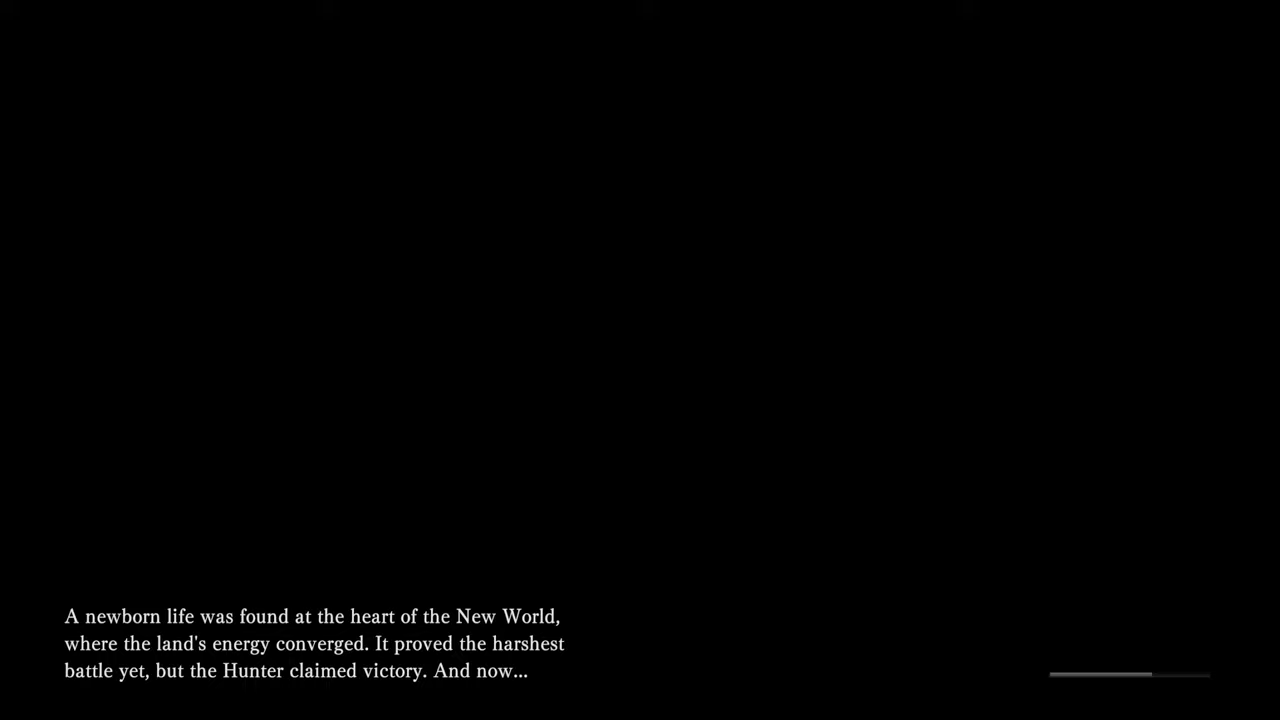 A newborn life was found at the heart of the New World,
where the land's energy converged. It proved the harshest
battle yet, but the Hunter claimed victory. And now...